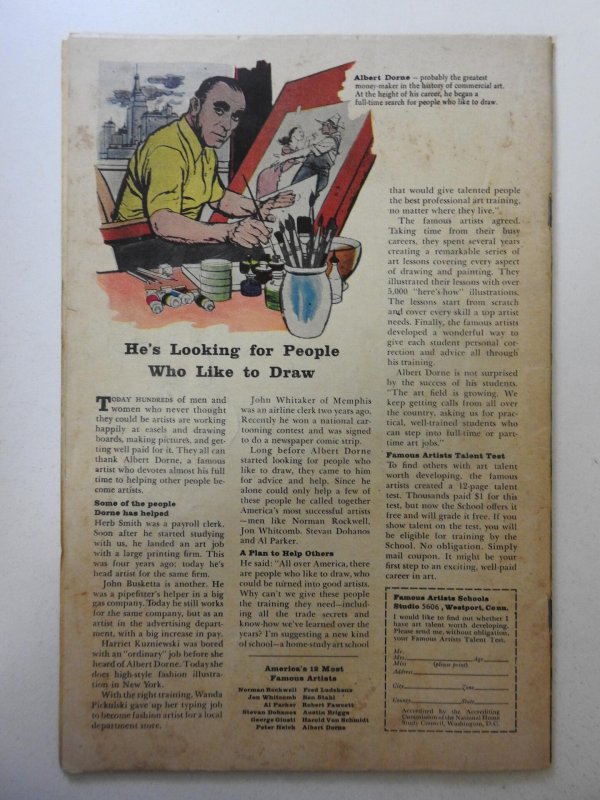 Albert Dorne – probably the greatest
money-maker in the history of commercial art.
At the height of his career, he began a
full-time search for people who like to draw.
He's Looking for People
Who Like to Draw
TODAY HUNDREDS of men and
women who never thought
they could be artists are working
happily at easels and drawing
boards, making pictures, and get-
ting well paid for it. They all can
thank Albert Dorne, a famous
artist who devotes almost his full
time to helping other people be-
come artists.
Some of the people
Dorne has helped
Herb Smith was a payroll clerk.
Soon after he started studying
with us, he landed an art job
with a large printing firm. This
was four years ago; today he's
head artist for the same firm.
John Busketta is another. He
was a pipefitter's helper in a big
gas company. Today he still works
for the same company, but as an
artist in the advertising depart-
ment, with a big increase in pay.
Harriet Kuzniewski was bored
with an "ordinary" job before she
heard of Albert Dorne. Today she
does high-fashion illustra-
tion in New York.
With the right training, Wanda
Pickulski gave up her typing job
to become fashion artist for a local
department store.
John Whitaker of Memphis
was an airline clerk two years ago.
Recently he won a national car-
tooning contest and was signed
to do a newspaper comic strip.
Long before Albert Dorne
started looking for people who
like to draw, they came to him
for advice and help. Since he
alone could only help a few of
these people he called together
America's most successful artists
—men like Norman Rockwell,
Jon Whitcomb, Stevan Dohanos
and Al Parker.
A Plan to Help Others
He said: "All over America, there
are people who like to draw, who
could be turned into good artists.
Why can't we give these people
the training they need—includ-
ing all the trade secrets and
know-how we've learned over the
years? I'm suggesting a new kind
of school—a home-study art school
America's 12 Most
Famous Artists
Norman Rockwell Fred Ludekens
Jon Whitcomb Ben Stahl
Al Parker Robert Fawcett
Stevan Dohanos Austin Briggs
George Giusti Harold Von Schmidt
Peter Helck Albert Dorne
that would give talented people
the best professional art training,
no matter where they live."
The famous artists agreed.
Taking time from their busy
careers, they spent several years
creating a remarkable series of
art lessons covering every aspect
of drawing and painting. They
illustrated their lessons with over
5,000 "here's-how" illustrations.
The lessons start from scratch
and cover every skill a top artist
needs. Finally, the famous artists
developed a wonderful way to
give each student personal cor-
rection and advice all through
his training.
Albert Dorne is not surprised
by the success of his students.
"The art field is growing. We
keep getting calls from all over
the country, asking us for prac-
tical, well-trained students who
can step into full-time or part-
time art jobs."
Famous Artists Talent Test
To find others with art talent
worth developing, the famous
artists created a 12-page talent
test. Thousands paid $1 for this
test, but now the School offers it
free and will grade it free. If you
show talent on the test, you will
be eligible for training by the
School. No obligation. Simply
mail coupon. It might be your
first step to an exciting, well-paid
career in art.
Famous Artists Schools
Studio 5606, Westport, Conn.
I would like to find out whether I
have art talent worth developing.
Please send me, without obligation,
your Famous Artists Talent Test.
Mr.
Mrs. Age
Miss (please print)
Address
City Zone
County State
Accredited by the Accrediting
Commission of the National Home
Study Council, Washington, D.C.